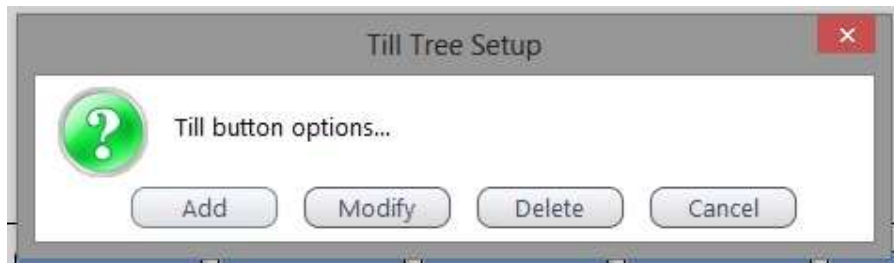 Till Tree Setup
Till button options...
Add Modify Delete Cancel